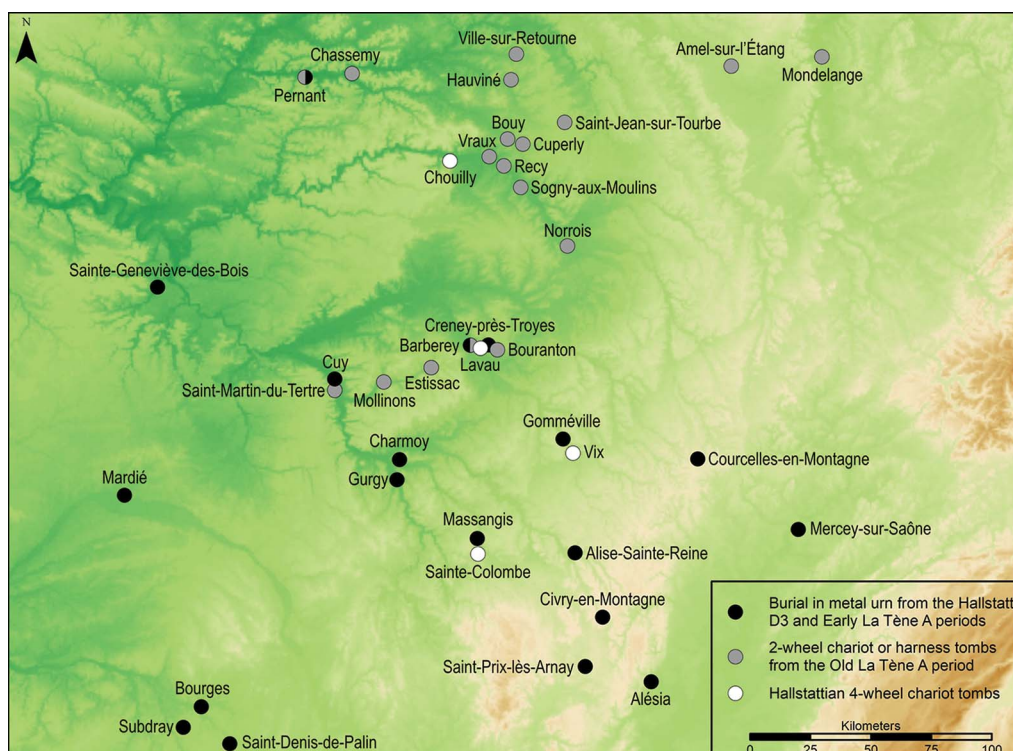 N
Ville-sur-Retourne
Amel-sur-l'Étang
Chassemy
Mondelange
Hauviné
Pernant
Saint-Jean-sur-Tourbe
Bouy
Vraux
Cuperly
Recy
Chouilly
Sogny-aux-Moulins
Norrois
Sainte-Geneviève-des-Bois
Creney-près-Troyes
Barberey
Bouranton
Lavau
Cuy
Estissac
Saint-Martin-du-Tertre
Mollinons
Gomméville
Charmoy
Vix
Courcelles-en-Montagne
Gurgy
Mardié
Massangis
Mercey-sur-Saône
Alise-Sainte-Reine
Sainte-Colombe
Civry-en-Montagne
Saint-Prix-lès-Arnay
Alésia
Bourges
Subdray
Saint-Denis-de-Palin
Burial in metal urn from the Hallstatt
D3 and Early La Tène A periods
2-wheel chariot or harness tombs
from the Old La Tène A period
Hallstattian 4-wheel chariot tombs
Kilometers
0 25 50 75 100